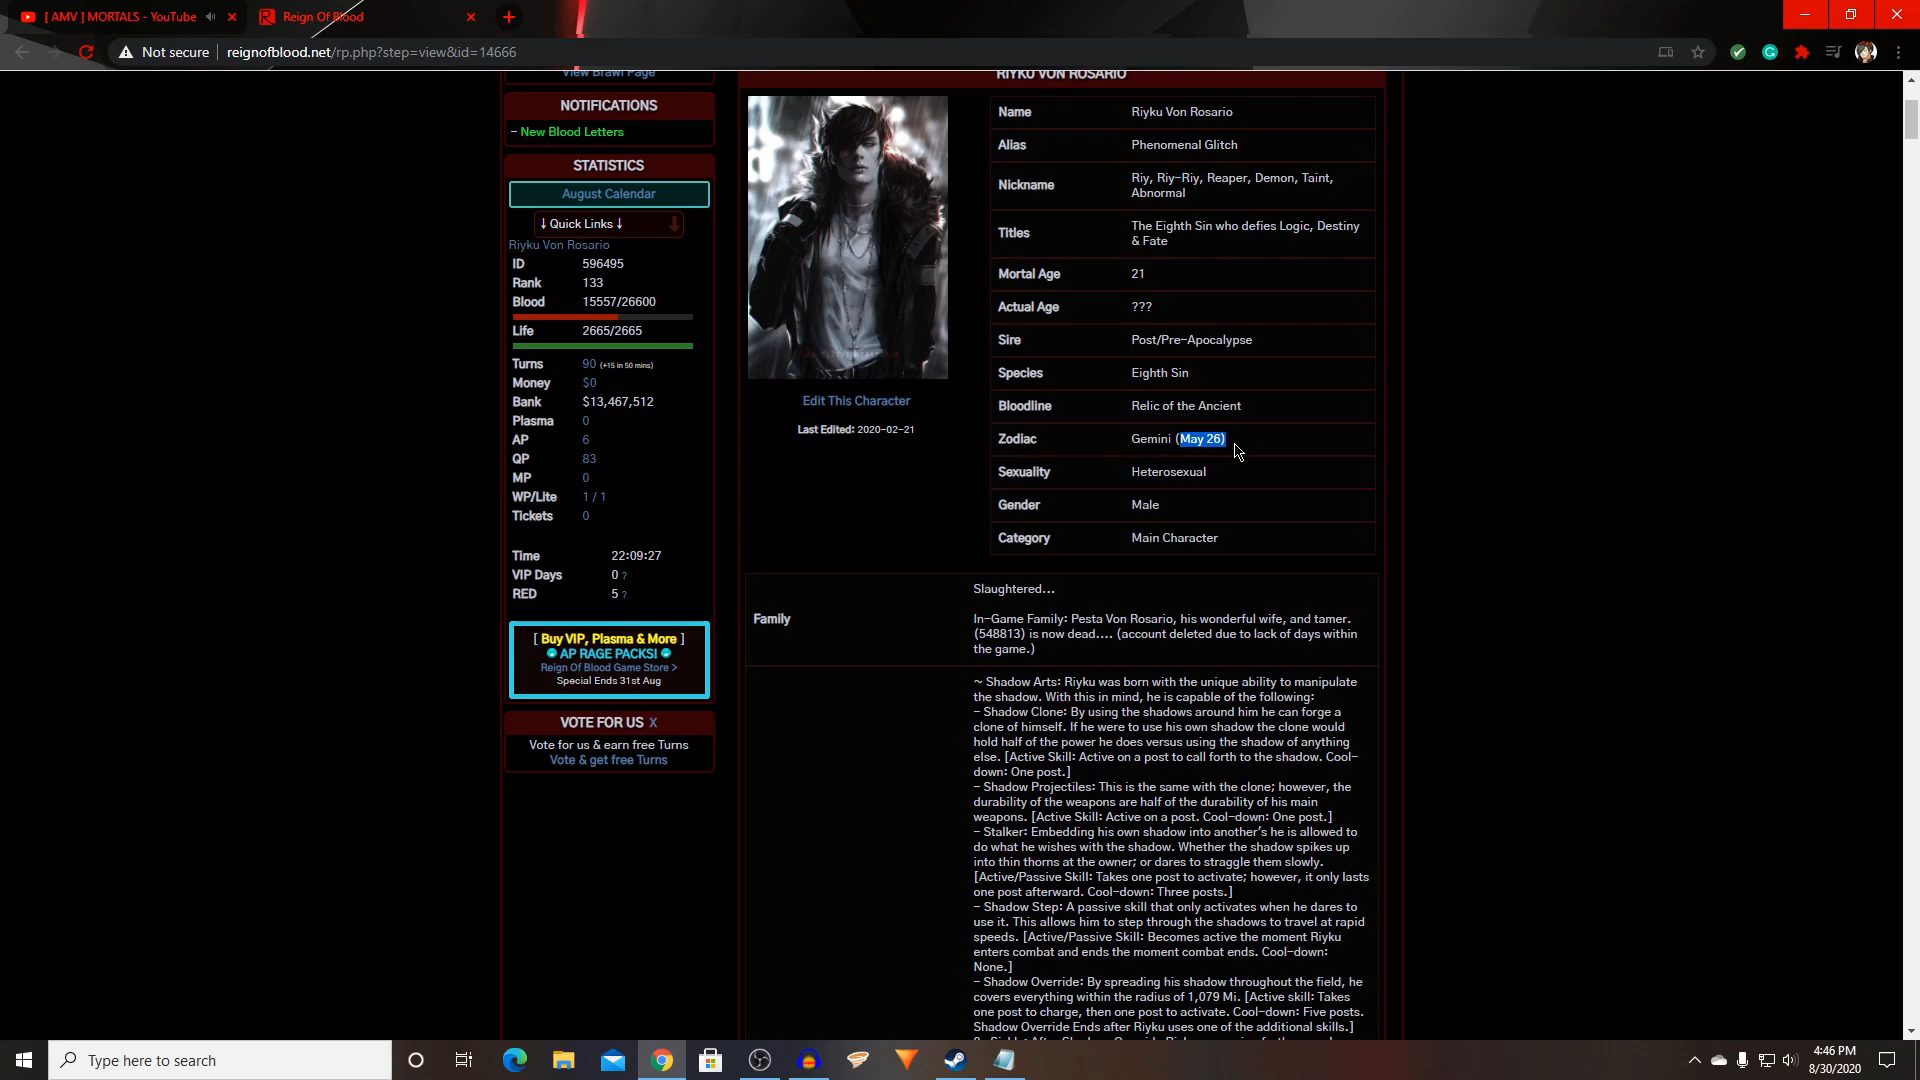 [ AMV ] MORTALS - YouTube
Reign Of Blood
Not secure
reignofblood.net/rp.php?step=view&id=14666
View Brawl Page
NOTIFICATIONS
- New Blood Letters
STATISTICS
August Calendar
↓ Quick Links ↓
Riyku Von Rosario
ID 596495
Rank 133
Blood 15557/26600
Life 2665/2665
Turns 90 (+15 in 50 mins)
Money $0
Bank $13,467,512
Plasma 0
AP 6
QP 83
MP 0
WP/Lite 1 / 1
Tickets 0
Time 22:09:27
VIP Days 0 ?
RED 5 ?
[ Buy VIP, Plasma & More ]
AP RAGE PACKS!
Reign Of Blood Game Store >
Special Ends 31st Aug
VOTE FOR US X
Vote for us & earn free Turns
Vote & get free Turns
RIYKU VON ROSARIO
Edit This Character
Last Edited: 2020-02-21
Name Riyku Von Rosario
Alias Phenomenal Glitch
Nickname Riy, Riy-Riy, Reaper, Demon, Taint,
Abnormal
Titles The Eighth Sin who defies Logic, Destiny
& Fate
Mortal Age 21
Actual Age ???
Sire Post/Pre-Apocalypse
Species Eighth Sin
Bloodline Relic of the Ancient
Zodiac Gemini (May 26)
Sexuality Heterosexual
Gender Male
Category Main Character
Family
Slaughtered...
In-Game Family: Pesta Von Rosario, his wonderful wife, and tamer.
(548813) is now dead.... (account deleted due to lack of days within
the game.)
~ Shadow Arts: Riyku was born with the unique ability to manipulate
the shadow. With this in mind, he is capable of the following:
- Shadow Clone: By using the shadows around him he can forge a
clone of himself. If he were to use his own shadow the clone would
hold half of the power he does versus using the shadow of anything
else. [Active Skill: Active on a post to call forth to the shadow. Cool-
down: One post.]
- Shadow Projectiles: This is the same with the clone; however, the
durability of the weapons are half of the durability of his main
weapons. [Active Skill: Active on a post. Cool-down: One post.]
- Stalker: Embedding his own shadow into another's he is allowed to
do what he wishes with the shadow. Whether the shadow spikes up
into thin thorns at the owner; or dares to straggle them slowly.
[Active/Passive Skill: Takes one post to activate; however, it only lasts
one post afterward. Cool-down: Three posts.]
- Shadow Step: A passive skill that only activates when he dares to
use it. This allows him to step through the shadows to travel at rapid
speeds. [Active/Passive Skill: Becomes active the moment Riyku
enters combat and ends the moment combat ends. Cool-down:
None.]
- Shadow Override: By spreading his shadow throughout the field, he
covers everything within the radius of 1,079 Mi. [Active skill: Takes
one post to charge, then one post to activate. Cool-down: Five posts.
Shadow Override Ends after Riyku uses one of the additional skills.]
Type here to search
4:46 PM
8/30/2020